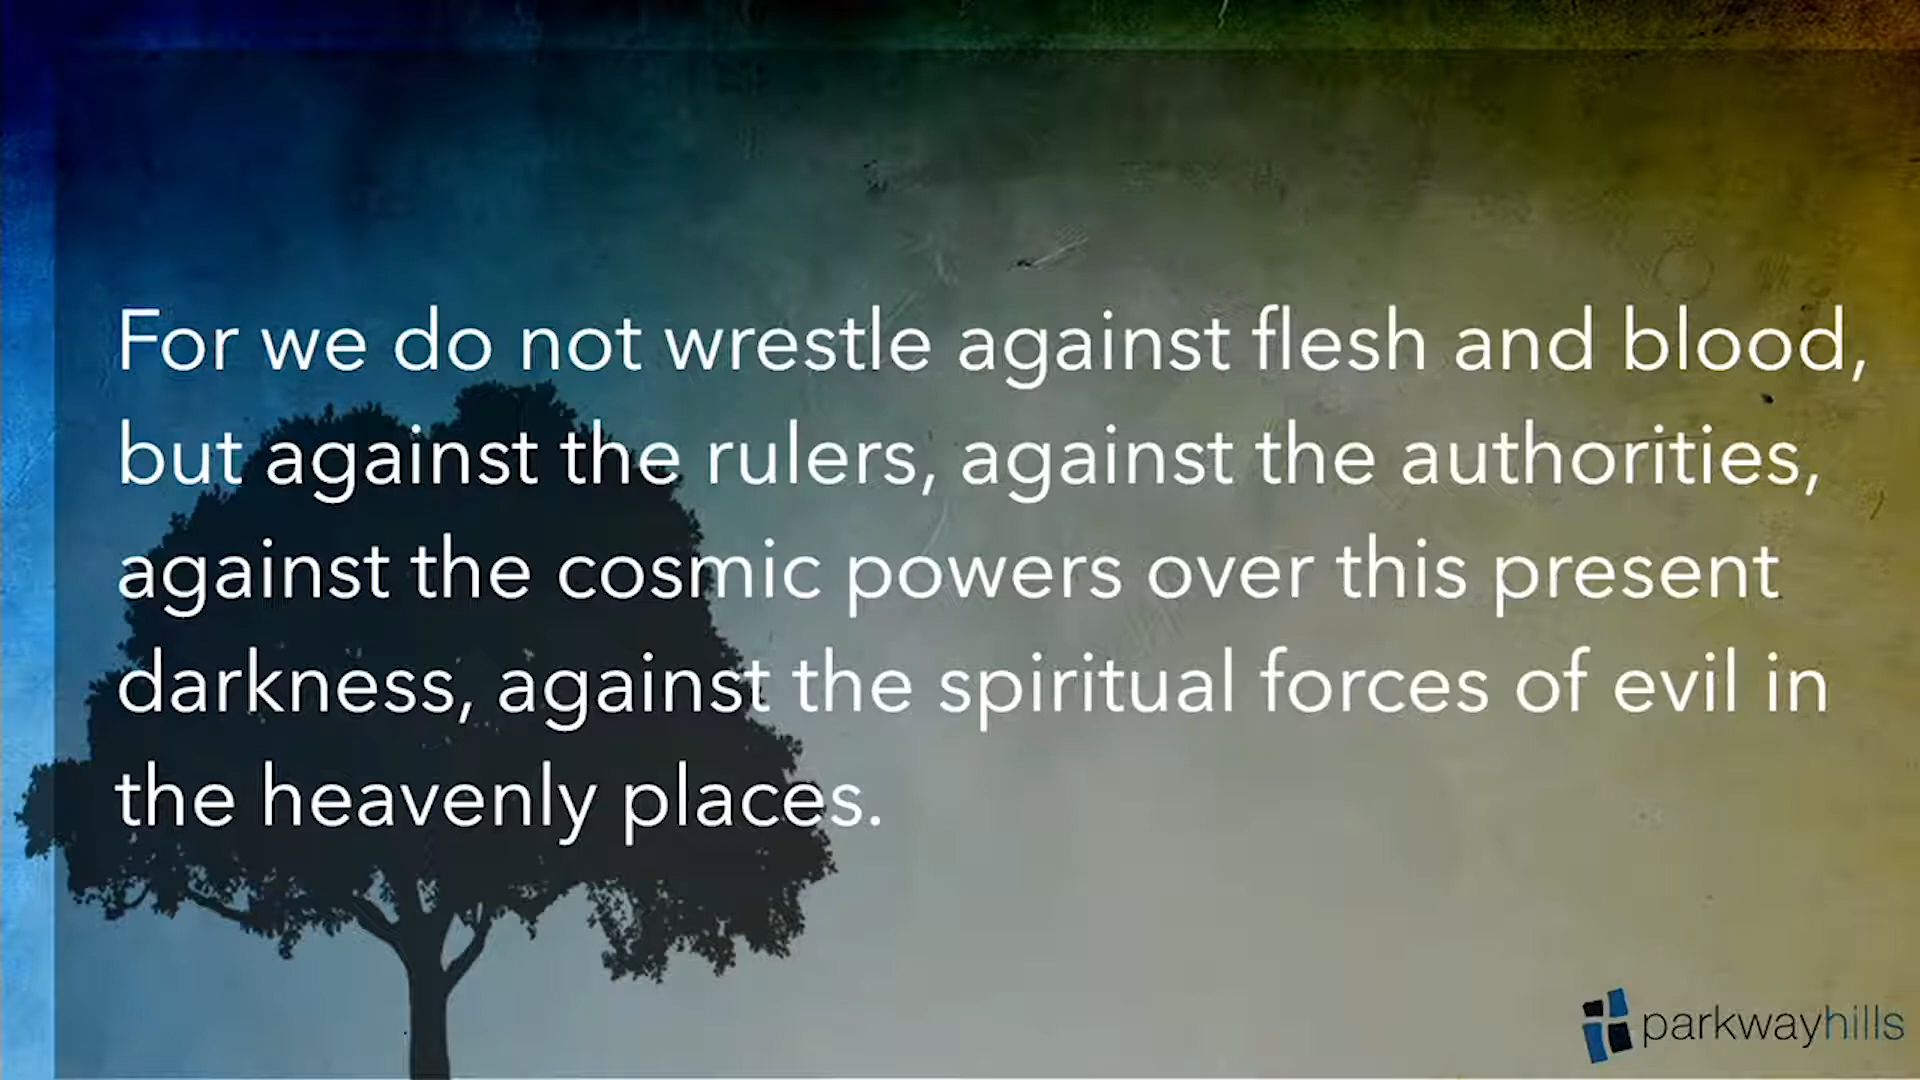 For we do not wrestle against flesh and blood,
but against the rulers, against the authorities,
against the cosmic powers over this present
darkness, against the spiritual forces of evil in
the heavenly places.
parkwayhills